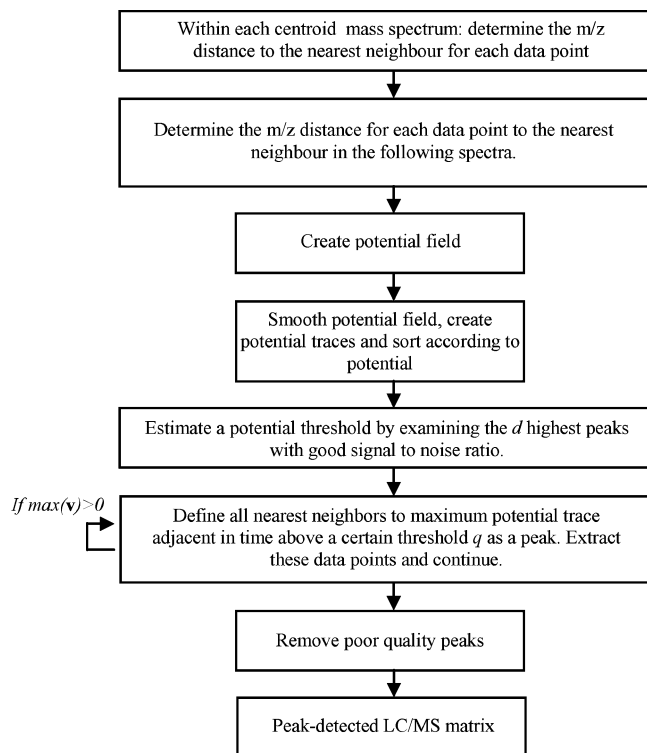 Within each centroid mass spectrum: determine the m/z
distance to the nearest neighbour for each data point
Determine the m/z distance for each data point to the nearest
neighbour in the following spectra.
Create potential field
Smooth potential field, create
potential traces and sort according to
potential
Estimate a potential threshold by examining the d highest peaks
with good signal to noise ratio.
If max(v)>0
Define all nearest neighbors to maximum potential trace
adjacent in time above a certain threshold q as a peak. Extract
these data points and continue.
Remove poor quality peaks
Peak-detected LC/MS matrix